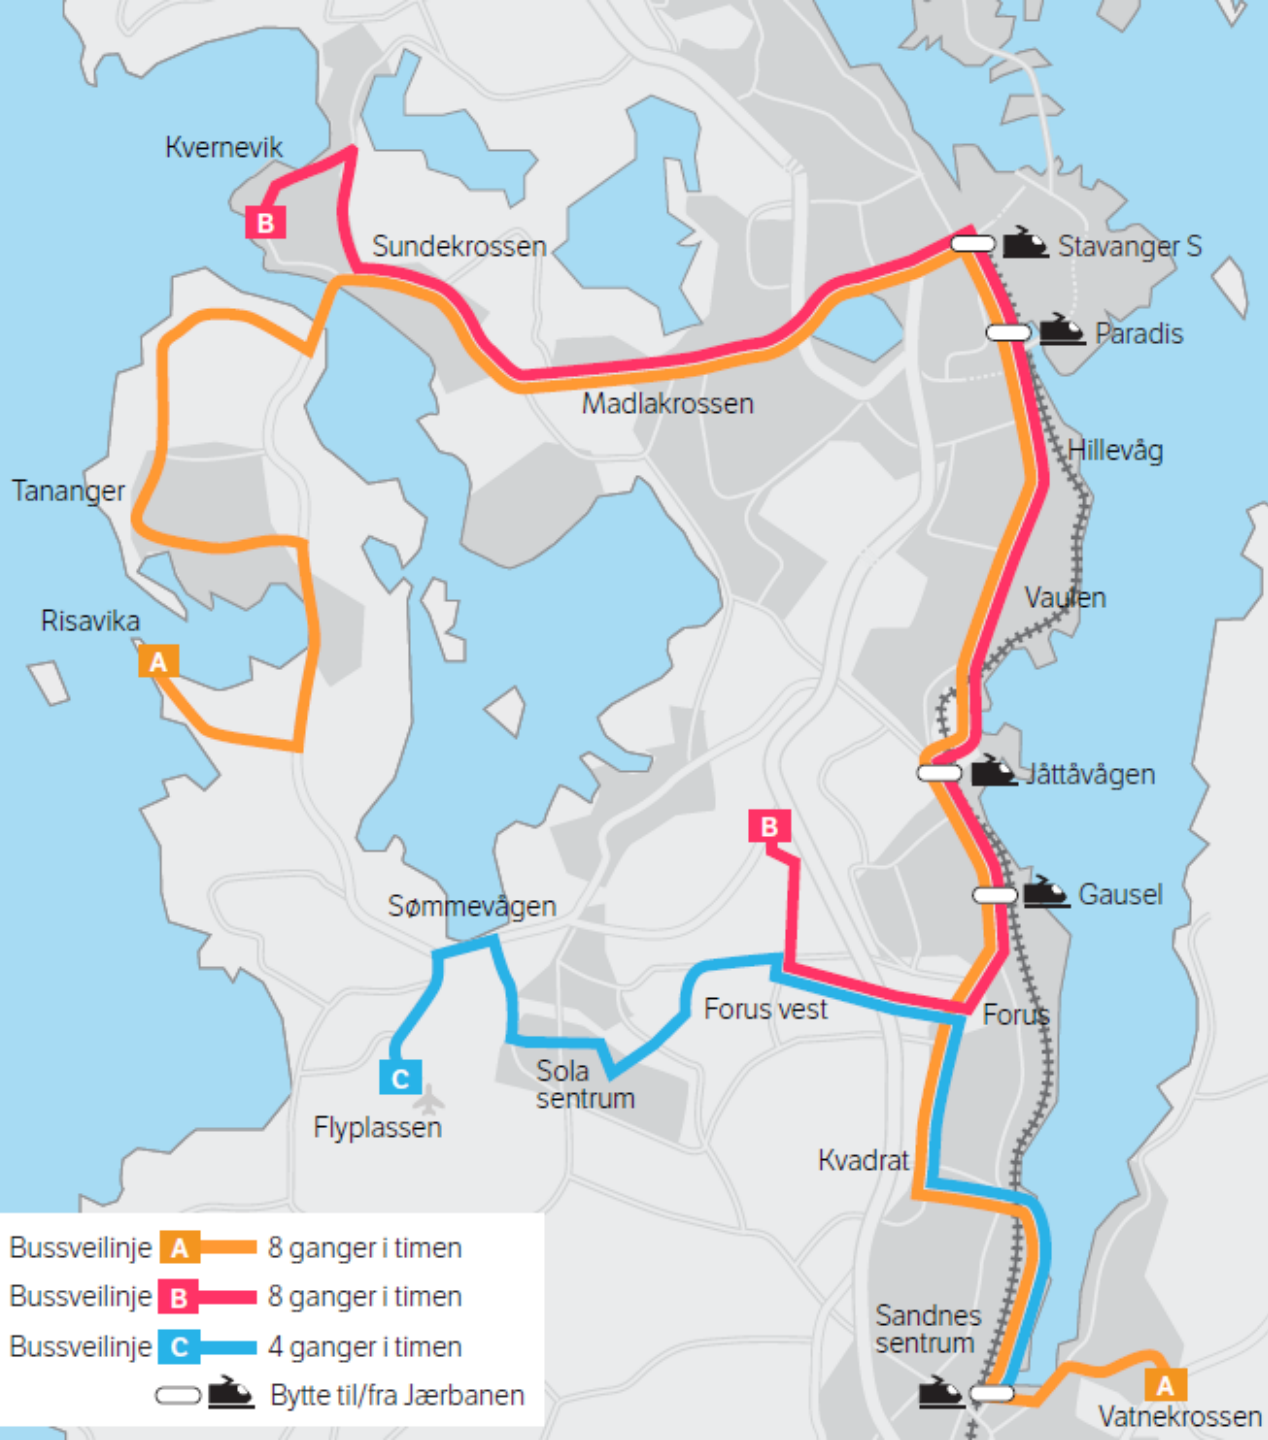 Kvernevik
B
Sundekrossen
Stavanger S
Paradis
Madlakrossen
Hillevåg
Tananger
Vaulen
Risavika
A
Jåttåvågen
B
Gausel
Sømmevågen
Forus vest
Forus
C
Sola
sentrum
Flyplassen
Kvadrat
Bussveilinje A 8 ganger i timen
Bussveilinje B 8 ganger i timen
Bussveilinje C 4 ganger i timen
Bytte til/fra Jærbanen
Sandnes
sentrum
A
Vatnekrossen